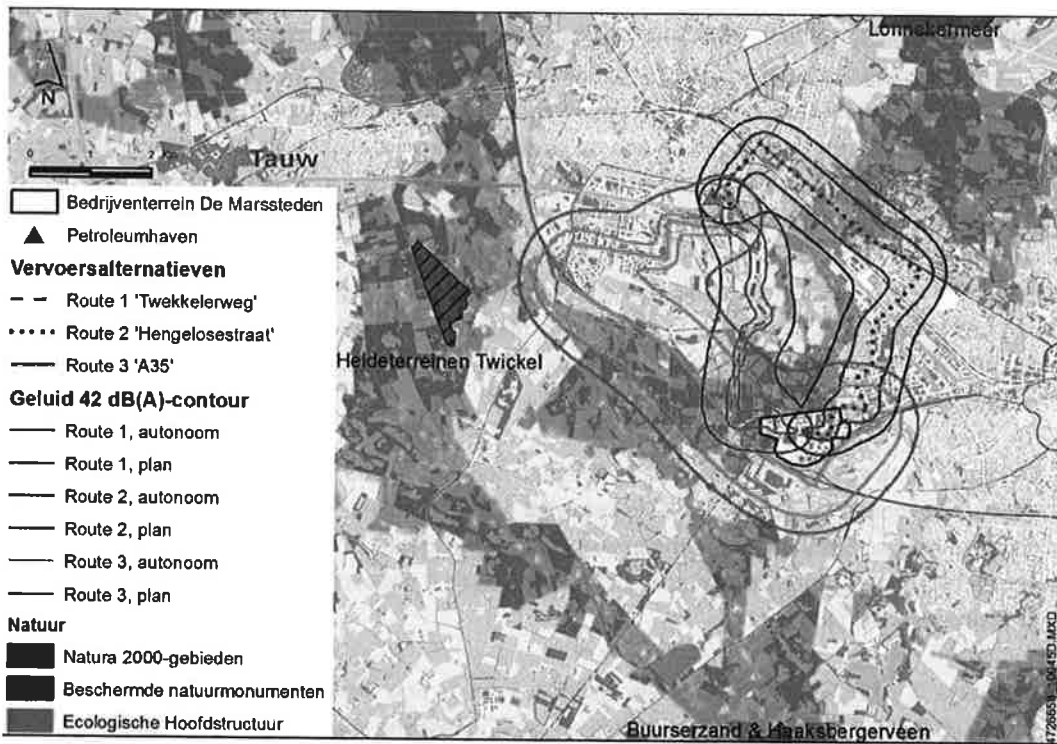 Lonnekermeer
N
0 1 2
Tauw
Bedrijventerrein De Marssteden
Petroleumhaven
Vervoersalternatieven
Route 1 'Twekkelerweg'
Route 2 'Hengelosestraat'
Route 3 'A35'
Geluid 42 dB(A)-contour
Route 1, autonoom
Route 1, plan
Route 2, autonoom
Route 2, plan
Route 3, autonoom
Route 3, plan
Natuur
Natura 2000-gebieden
Beschermde natuurmonumenten
Ecologische Hoofdstructuur
Heideterreinen Twickel
Buurserzand & Haaksbergerveen